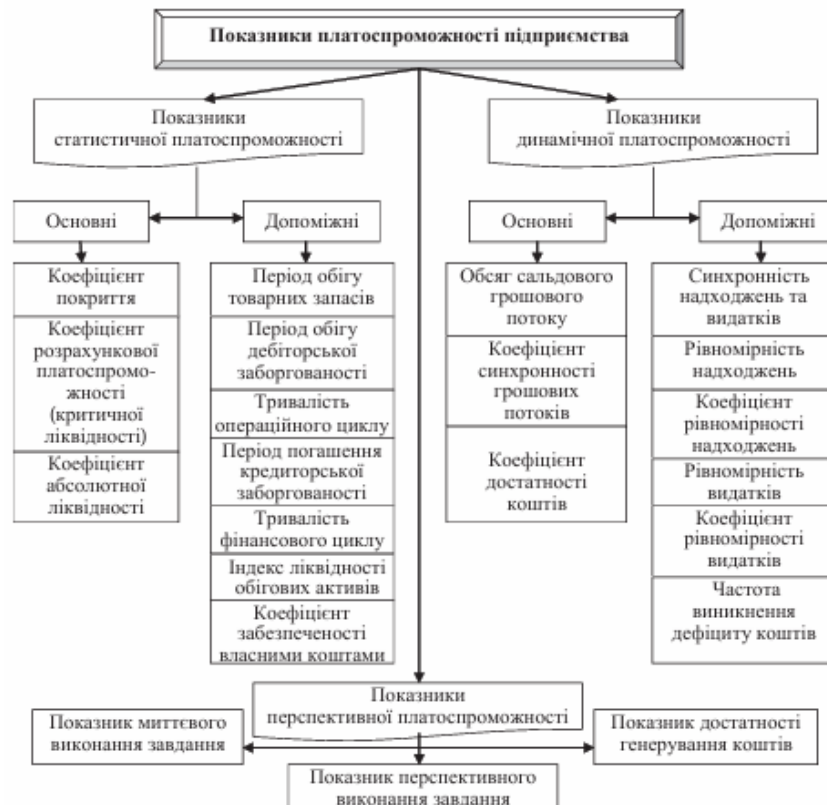 Показники платоспроможності підприємства
Показники
статистичної платоспроможності
Показники
динамічної платоспроможності
Основні
Допоміжні
Основні
Допоміжні
Коефіцієнт
покриття
Коефіцієнт
розрахункової
платоспромо-
жності
(критичної
ліквідності)
Коефіцієнт
абсолютної
ліквідності
Період обігу
товарних запасів
Період обігу
дебіторської
заборгованості
Тривалість
операційного циклу
Період погашення
кредиторської
заборгованості
Тривалість
фінансового циклу
Індекс ліквідності
обігових активів
Коефіцієнт
забезпеченості
власними коштами
Обсяг сальдового
грошового
потоку
Коефіцієнт
синхронності
грошових
потоків
Коефіцієнт
достатності
коштів
Синхронність
надходжень та
видатків
Рівномірність
надходжень
Коефіцієнт
рівномірності
надходжень
Рівномірність
видатків
Коефіцієнт
рівномірності
видатків
Частота
виникнення
дефіциту коштів
Показники
перспективної платоспроможності
Показник миттєвого
виконання завдання
Показник достатності
генерування коштів
Показник перспективного
виконання завдання